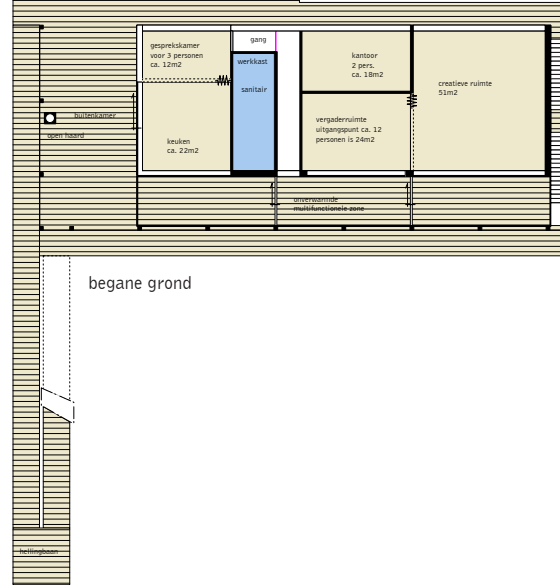 gang
gesprekskamer
voor 3 personen
ca. 12m2
werkkast
kantoor
2 pers.
ca. 18m2
creatieve ruimte
51m2
sanitair
buitenkamer
vergaderruimte
uitgangspunt ca. 12
personen is 24m2
open haard
keuken
ca. 22m2
onverwarmde
multifunctionele zone
begane grond
hellingbaan